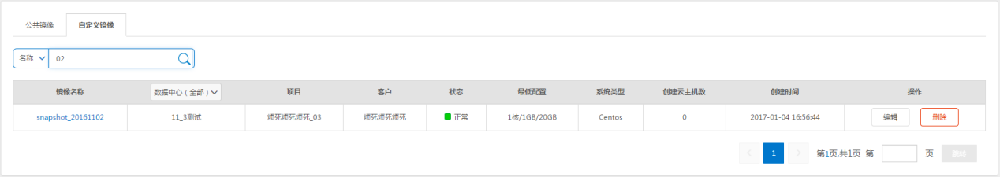 公共镜像 自定义镜像
名称 02
镜像名称 数据中心（全部） 项目 客户 状态 最低配置 系统类型 创建云主机数 创建时间 操作
snapshot_20161102 11_3测试 烦死烦死烦死_03 烦死烦死烦死 正常 1核/1GB/20GB Centos 0 2017-01-04 16:56:44 编辑 删除
< 1 > 第1页,共1页 第 页 跳转